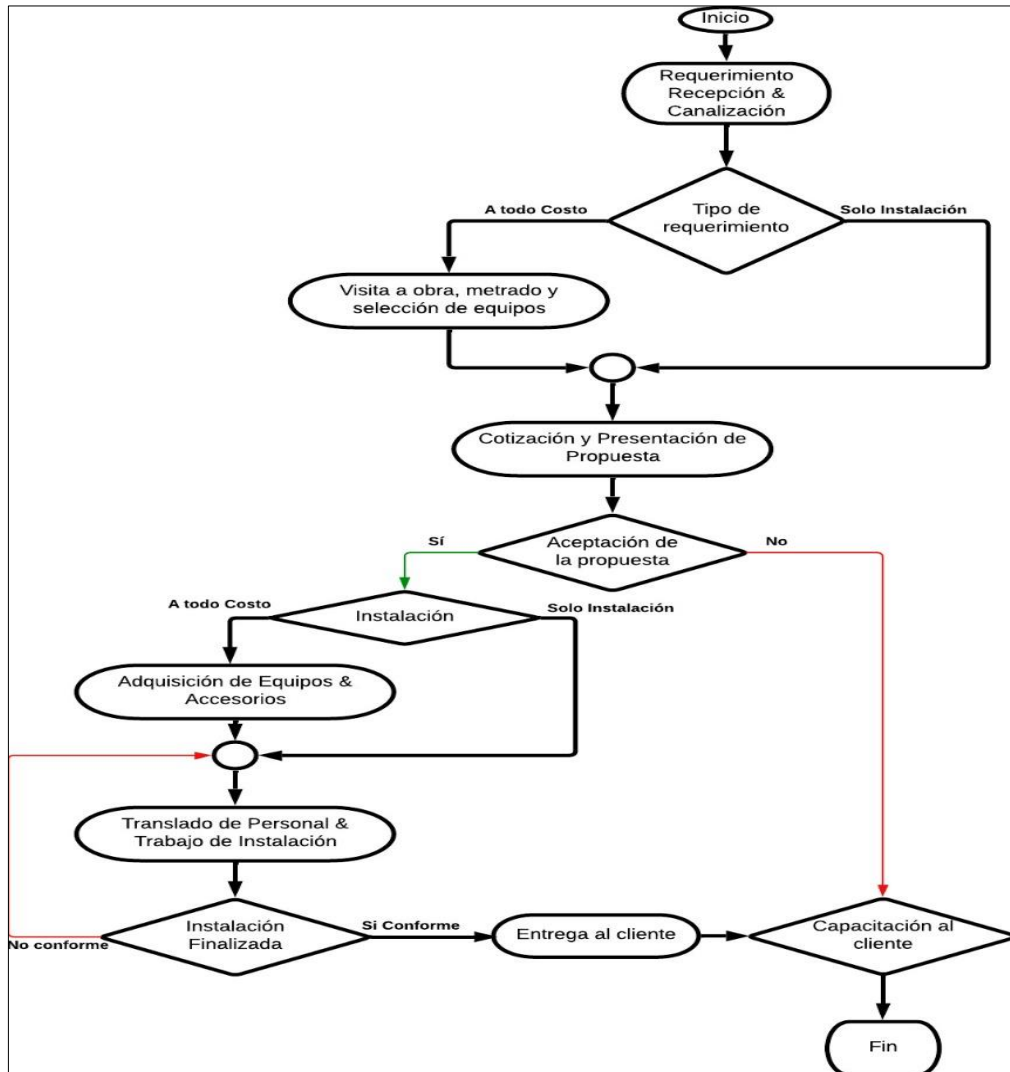 Inicio
Requerimiento
Recepción &
Canalización
A todo Costo
Tipo de
requerimiento
Solo Instalación
Visita a obra, metrado y
selección de equipos
Cotización y Presentación de
Propuesta
Sí
Aceptación de
la propuesta
No
A todo Costo
Instalación
Solo Instalación
Adquisición de Equipos &
Accesorios
Translado de Personal &
Trabajo de Instalación
No conforme
Instalación
Finalizada
Si Conforme
Entrega al cliente
Capacitación al
cliente
Fin